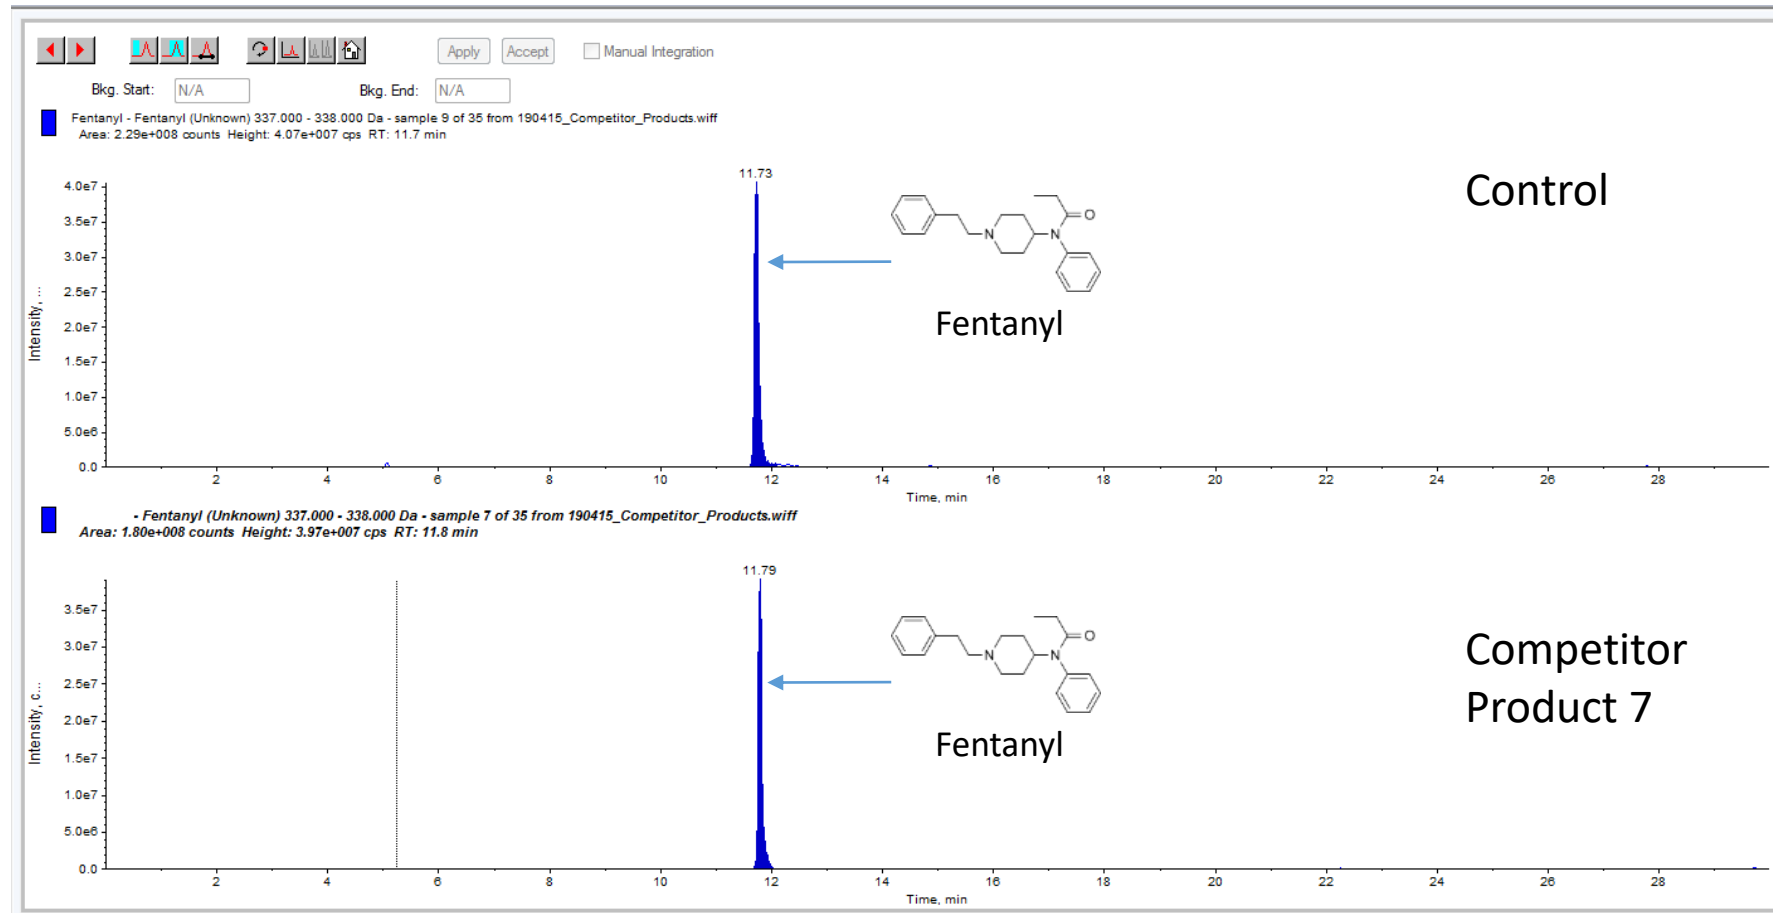 Apply Accept Manual Integration
Bkg. Start: N/A Bkg. End: N/A
Fentanyl - Fentanyl (Unknown) 337.000 - 338.000 Da - sample 9 of 35 from 190415_Competitor_Products.wiff
Area: 2.29e+008 counts Height: 4.07e+007 cps RT: 11.7 min
Control
11.73
4.0e7
3.5e7
3.0e7
2.5e7
2.0e7
1.5e7
1.0e7
5.0e6
0.0
Intensity, ...
N
N
O
Fentanyl
2 4 6 8 10 12 14 16 18 20 22 24 26 28
Time, min
- Fentanyl (Unknown) 337.000 - 338.000 Da - sample 7 of 35 from 190415_Competitor_Products.wiff
Area: 1.80e+008 counts Height: 3.97e+007 cps RT: 11.8 min
11.79
3.5e7
3.0e7
2.5e7
2.0e7
1.5e7
1.0e7
5.0e6
0.0
Intensity, c...
N
N
O
Fentanyl
Competitor
Product 7
2 4 6 8 10 12 14 16 18 20 22 24 26 28
Time, min